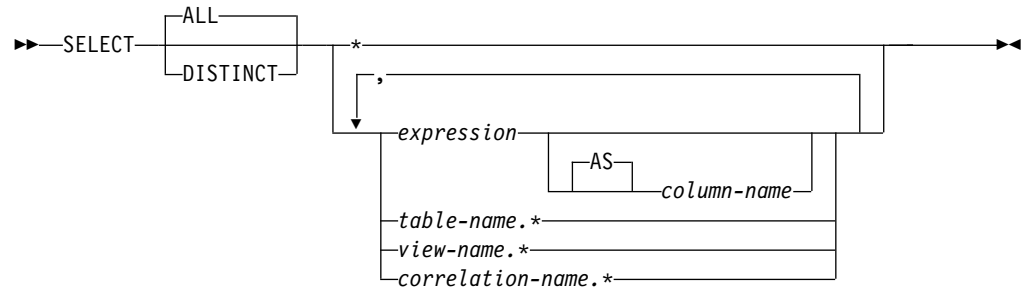 ALL
SELECT
*
DISTINCT
,
expression
AS
column-name
table-name.*
view-name.*
correlation-name.*